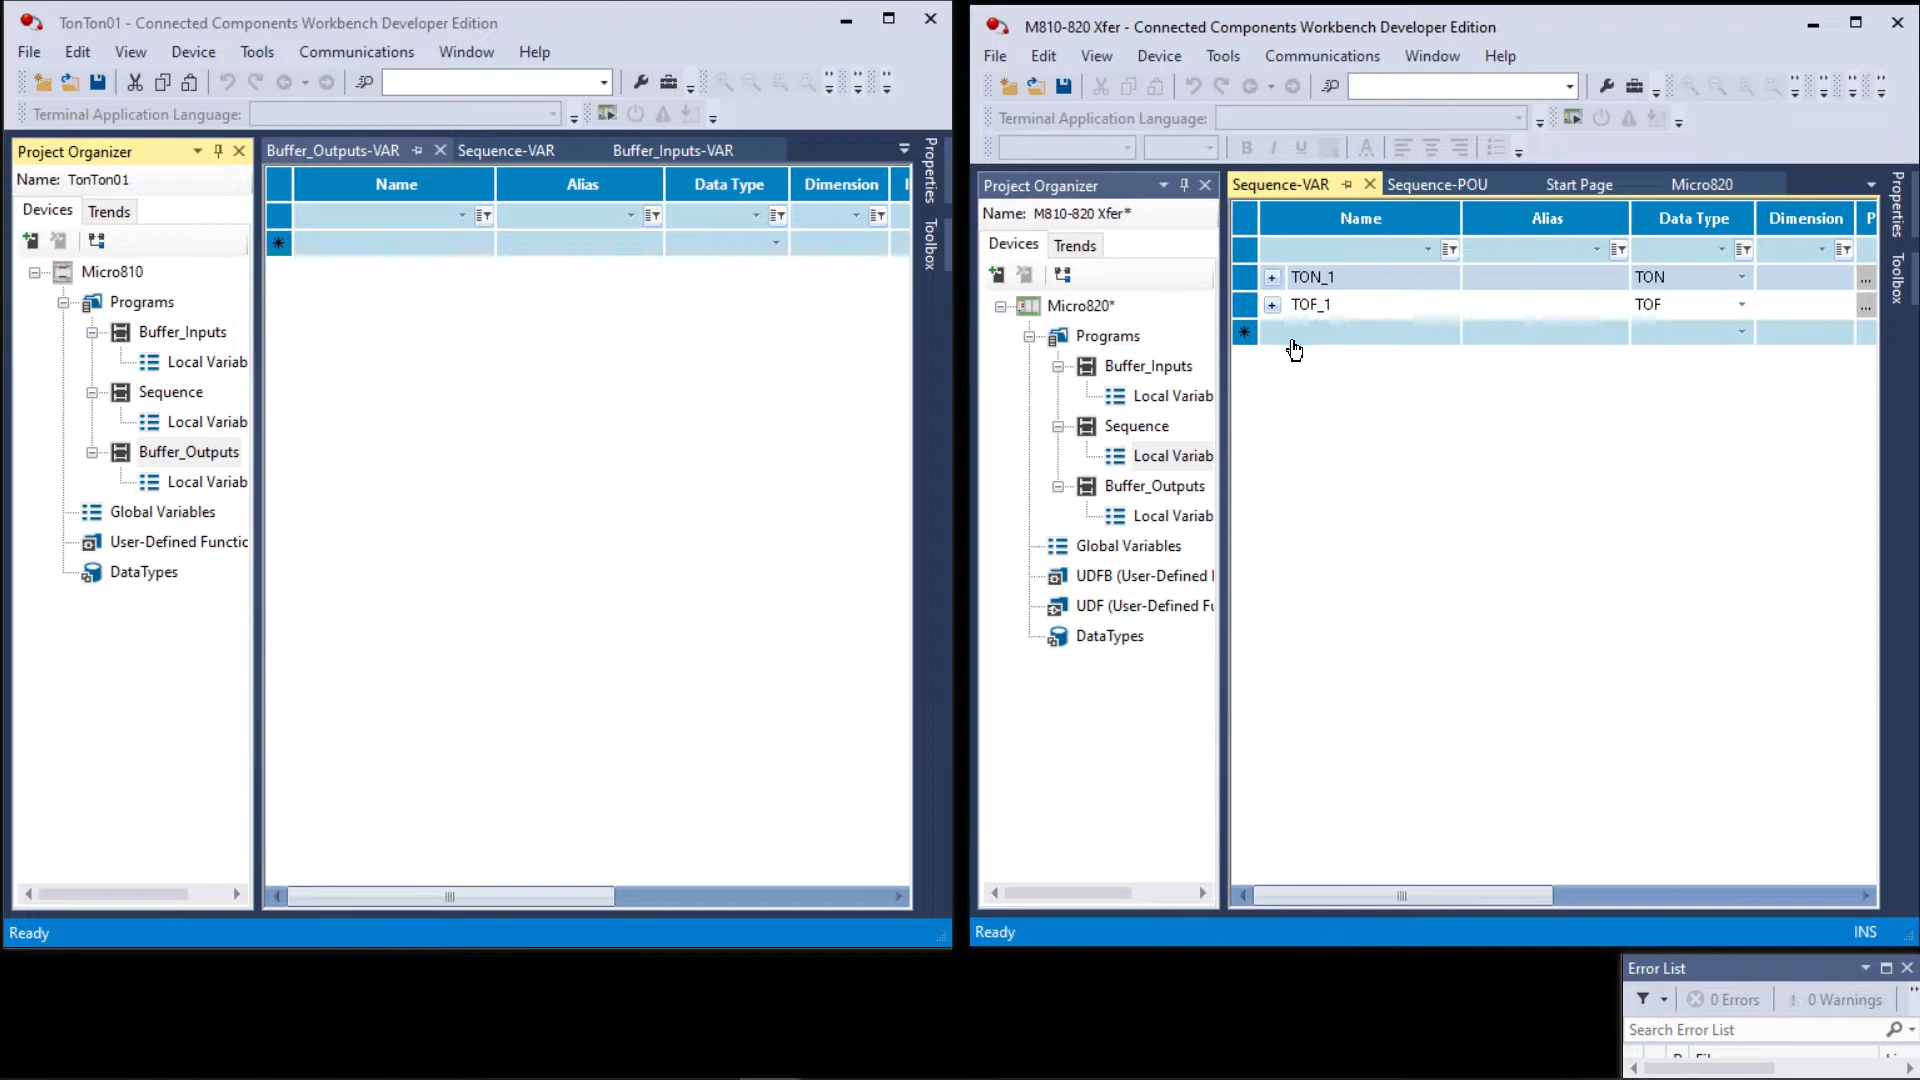 TonTon01 - Connected Components Workbench Developer Edition
File Edit View Device Tools Communications Window Help
Terminal Application Language:
Project Organizer
Name: TonTon01
Devices Trends
Micro810
Programs
Buffer_Inputs
Local Variab
Sequence
Local Variab
Buffer_Outputs
Local Variab
Global Variables
User-Defined Functic
DataTypes
Buffer_Outputs-VAR Sequence-VAR Buffer_Inputs-VAR
Name Alias Data Type Dimension
Properties
Toolbox
Ready
M810-820 Xfer - Connected Components Workbench Developer Edition
File Edit View Device Tools Communications Window Help
Terminal Application Language:
B I U A
Project Organizer
Name: M810-820 Xfer*
Devices Trends
Micro820*
Programs
Buffer_Inputs
Local Variab
Sequence
Local Variab
Buffer_Outputs
Local Variab
Global Variables
UDFB (User-Defined
UDF (User-Defined Fu
DataTypes
Sequence-VAR Sequence-POU Start Page Micro820
Name Alias Data Type Dimension P
TON_1 TON ...
TOF_1 TOF ...
Properties
Toolbox
Ready INS
Error List
0 Errors 0 Warnings
Search Error List